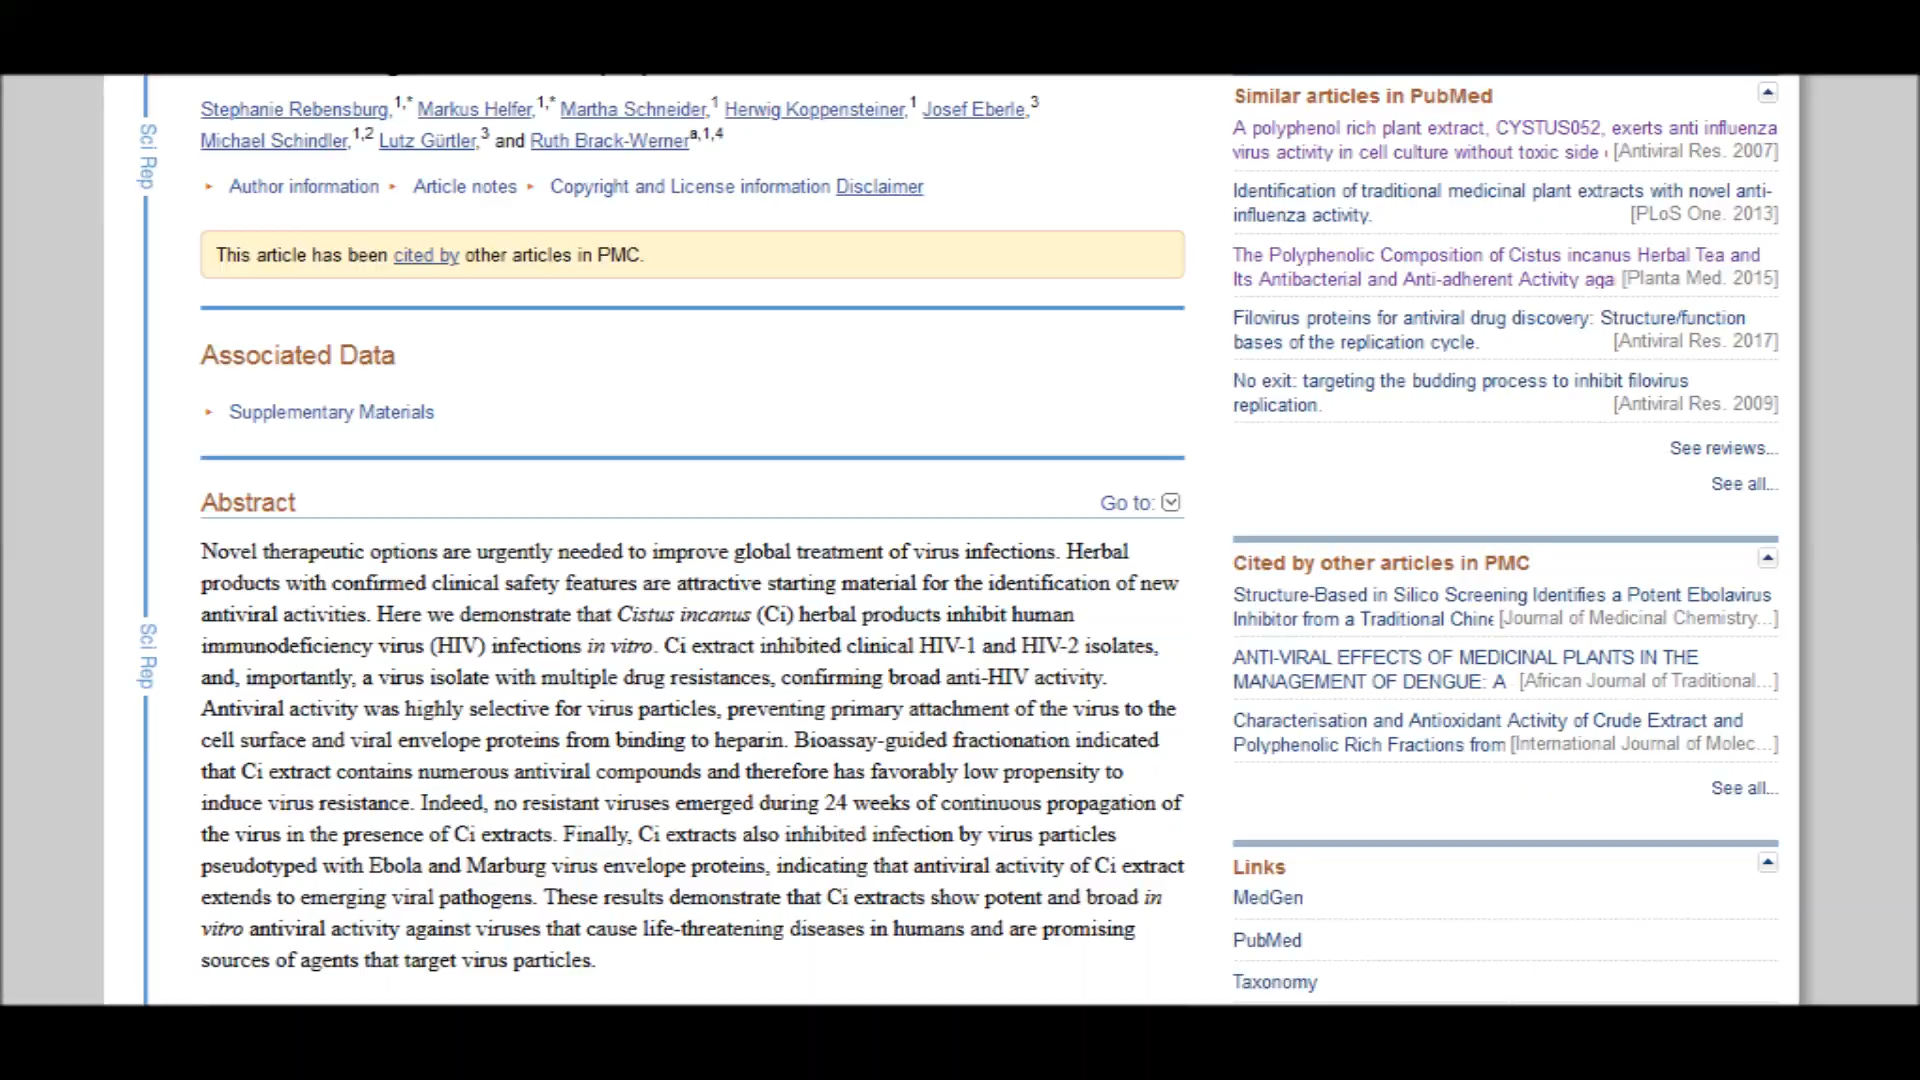 Stephanie Rebensburg,1,* Markus Helfer,1,* Martha Schneider,1 Herwig Koppensteiner,1 Josef Eberle,3
Michael Schindler,1,2 Lutz Gürtler,3 and Ruth Brack-Wernera,1,4
Author information Article notes Copyright and License information Disclaimer
This article has been cited by other articles in PMC.
Associated Data
Supplementary Materials
Abstract
Go to:
Novel therapeutic options are urgently needed to improve global treatment of virus infections. Herbal
products with confirmed clinical safety features are attractive starting material for the identification of new
antiviral activities. Here we demonstrate that Cistus incanus (Ci) herbal products inhibit human
immunodeficiency virus (HIV) infections in vitro. Ci extract inhibited clinical HIV-1 and HIV-2 isolates,
and, importantly, a virus isolate with multiple drug resistances, confirming broad anti-HIV activity.
Antiviral activity was highly selective for virus particles, preventing primary attachment of the virus to the
cell surface and viral envelope proteins from binding to heparin. Bioassay-guided fractionation indicated
that Ci extract contains numerous antiviral compounds and therefore has favorably low propensity to
induce virus resistance. Indeed, no resistant viruses emerged during 24 weeks of continuous propagation of
the virus in the presence of Ci extracts. Finally, Ci extracts also inhibited infection by virus particles
pseudotyped with Ebola and Marburg virus envelope proteins, indicating that antiviral activity of Ci extract
extends to emerging viral pathogens. These results demonstrate that Ci extracts show potent and broad in
vitro antiviral activity against viruses that cause life-threatening diseases in humans and are promising
sources of agents that target virus particles.
Sci Rep
Sci Rep
Similar articles in PubMed
A polyphenol rich plant extract, CYSTUS052, exerts anti influenza
virus activity in cell culture without toxic side [Antiviral Res. 2007]
Identification of traditional medicinal plant extracts with novel anti-
influenza activity. [PLoS One. 2013]
The Polyphenolic Composition of Cistus incanus Herbal Tea and
Its Antibacterial and Anti-adherent Activity aga [Planta Med. 2015]
Filovirus proteins for antiviral drug discovery: Structure/function
bases of the replication cycle. [Antiviral Res. 2017]
No exit: targeting the budding process to inhibit filovirus
replication. [Antiviral Res. 2009]
See reviews...
See all...
Cited by other articles in PMC
Structure-Based in Silico Screening Identifies a Potent Ebolavirus
Inhibitor from a Traditional Chine [Journal of Medicinal Chemistry...]
ANTI-VIRAL EFFECTS OF MEDICINAL PLANTS IN THE
MANAGEMENT OF DENGUE: A [African Journal of Traditional...]
Characterisation and Antioxidant Activity of Crude Extract and
Polyphenolic Rich Fractions from [International Journal of Molec...]
See all...
Links
MedGen
PubMed
Taxonomy